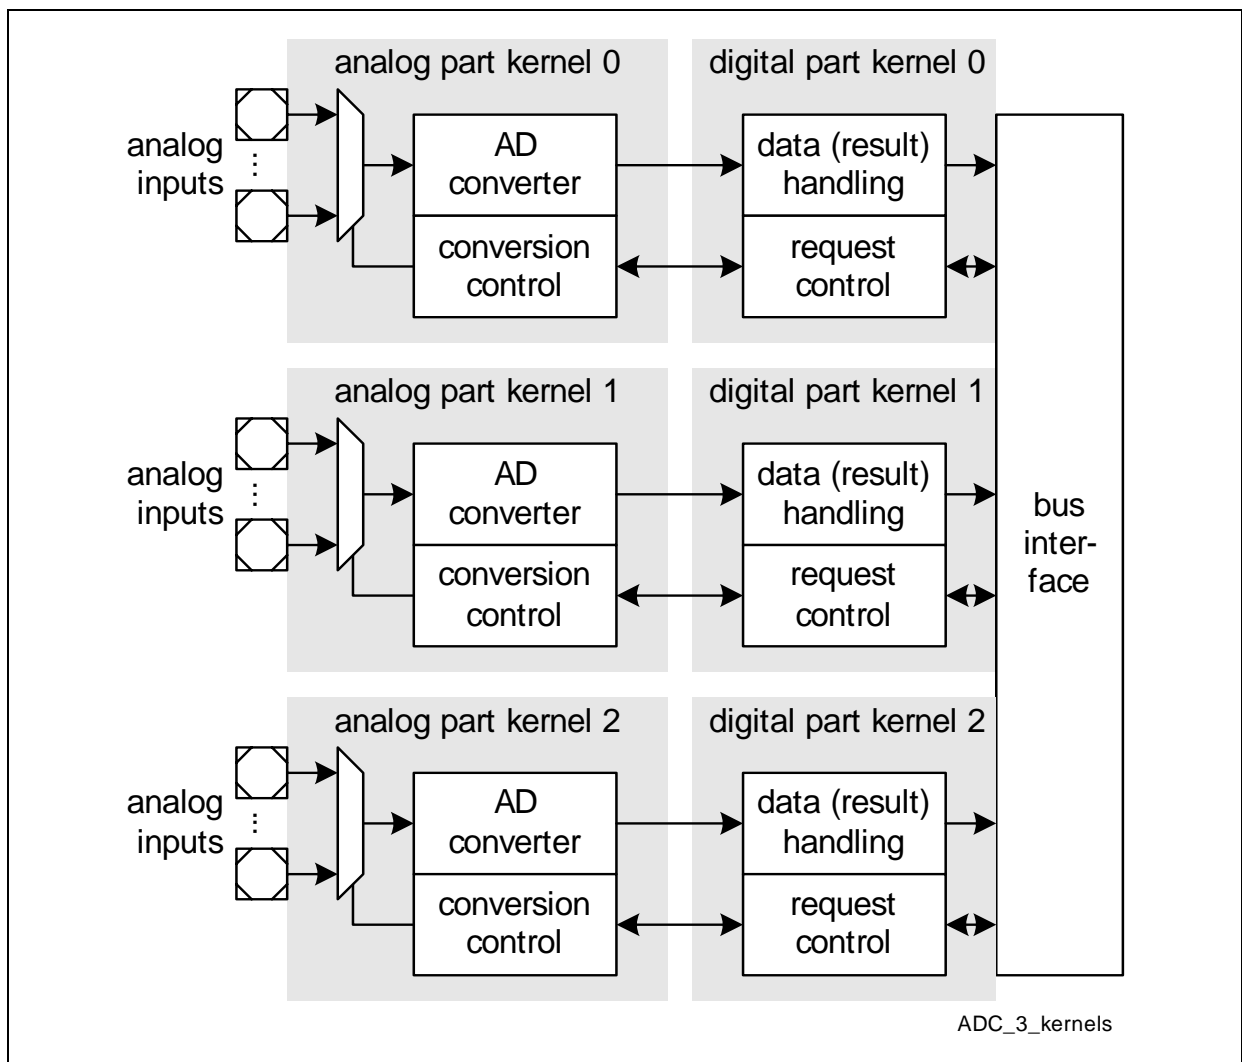 analog part kernel 0
digital part kernel 0
analog
inputs
...
AD
converter
conversion
control
data (result)
handling
request
control
analog part kernel 1
digital part kernel 1
analog
inputs
...
AD
converter
conversion
control
data (result)
handling
request
control
bus
inter-
face
analog part kernel 2
digital part kernel 2
analog
inputs
...
AD
converter
conversion
control
data (result)
handling
request
control
ADC_3_kernels